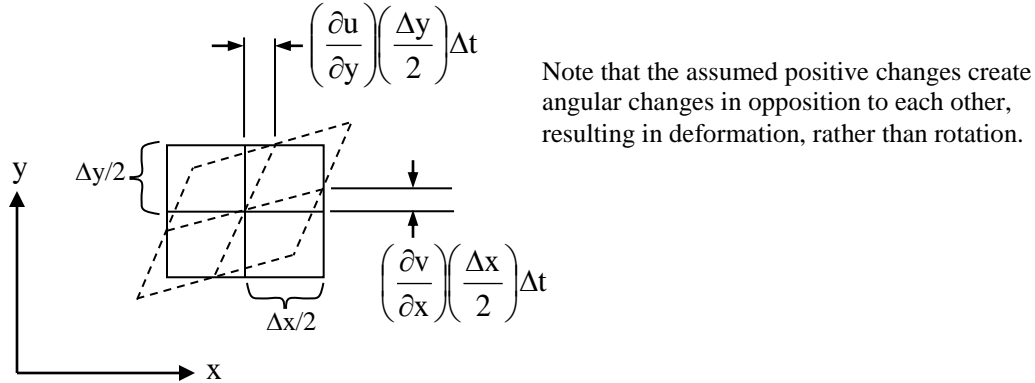 (∂u/∂y)(Δy/2)Δt
Note that the assumed positive changes create
angular changes in opposition to each other,
resulting in deformation, rather than rotation.
y
Δy/2
(∂v/∂x)(Δx/2)Δt
Δx/2
x